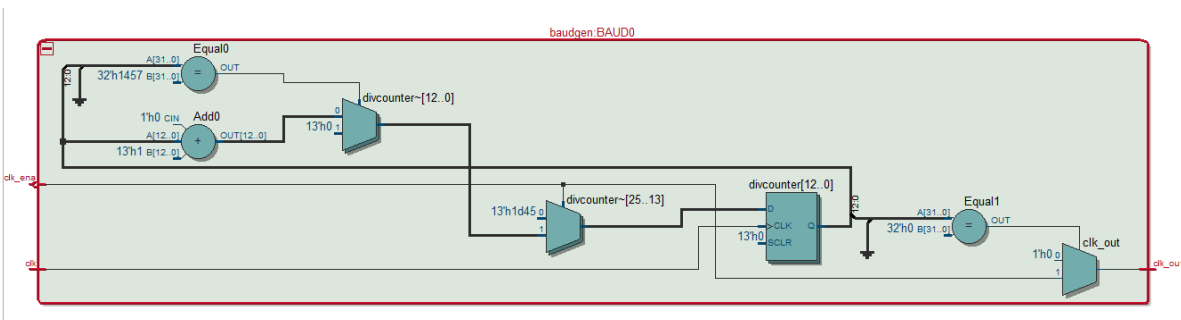 baudgen:BAUD0
Equal0
A[31..0]
OUT
32'h1457 B[31..0]
=
12:0
divcounter~[12..0]
1'h0 CIN
Add0
0
13'h0 1
A[12..0]
+
OUT[12..0]
13'h1 B[12..0]
clk_ena
divcounter~[25..13]
13'h1d45 0
1
divcounter[12..0]
D
CLK
Q
13'h0
SCLR
12:0
Equal1
A[31..0]
OUT
32'h0 B[31..0]
=
clk_out
1'h0 0
1
clk
clk_out